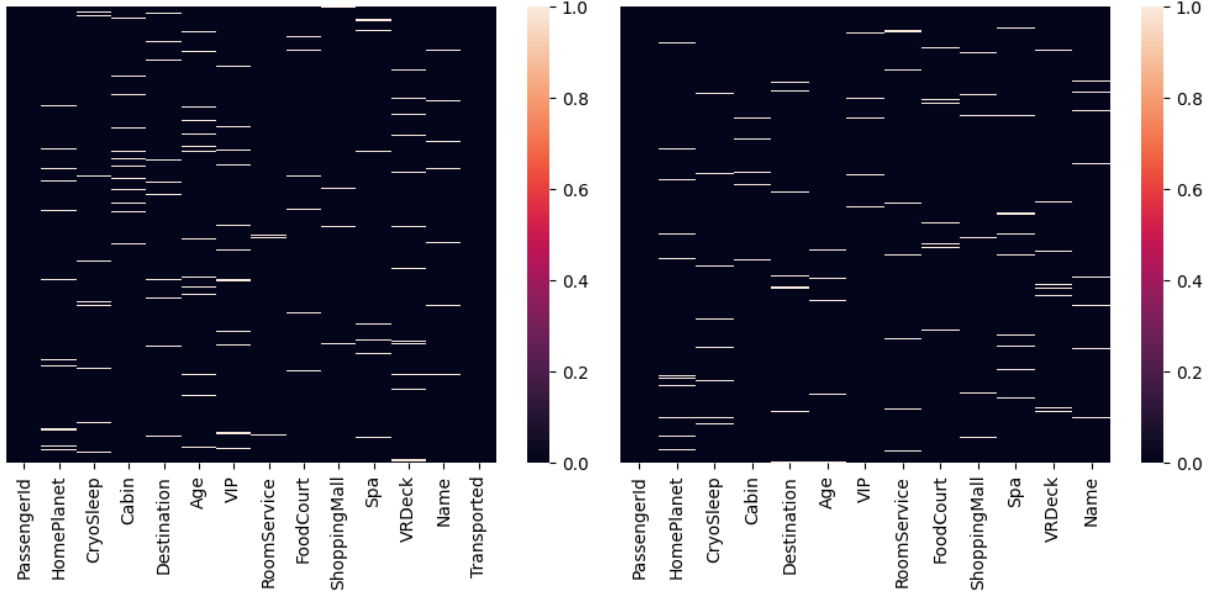 1.0
0.8
0.6
0.4
0.2
0.0
PassengerId
HomePlanet
CryoSleep
Cabin
Destination
Age
VIP
RoomService
FoodCourt
ShoppingMall
Spa
VRDeck
Name
Transported
1.0
0.8
0.6
0.4
0.2
0.0
PassengerId
HomePlanet
CryoSleep
Cabin
Destination
Age
VIP
RoomService
FoodCourt
ShoppingMall
Spa
VRDeck
Name